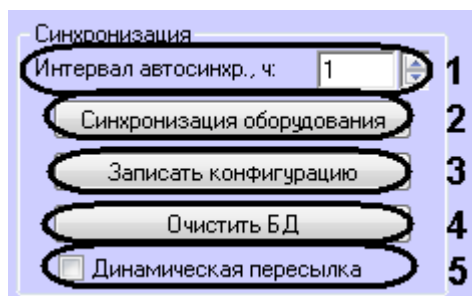 Синхронизация
Интервал автосинхр., ч: 1 1
Синхронизация оборудования 2
Записать конфигурацию 3
Очистить БД 4
Динамическая пересылка 5